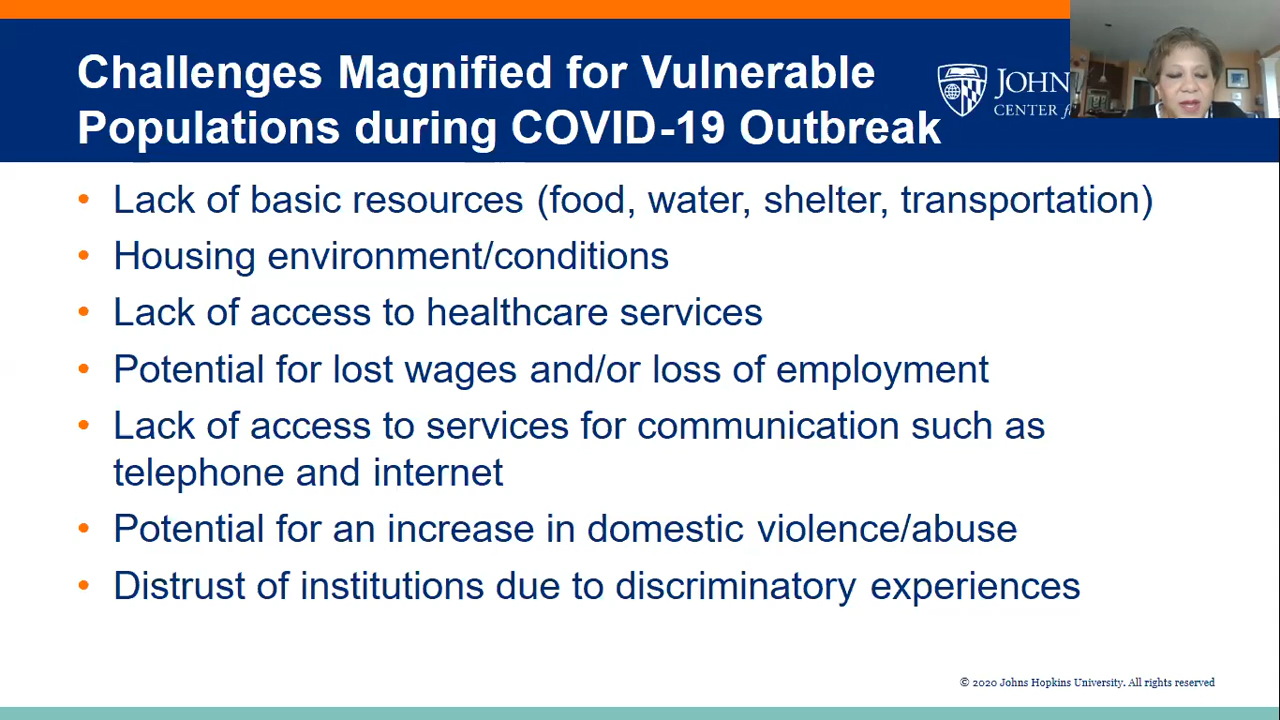 Challenges Magnified for Vulnerable
Populations during COVID-19 Outbreak
JOHN
CENTER f
• Lack of basic resources (food, water, shelter, transportation)
• Housing environment/conditions
• Lack of access to healthcare services
• Potential for lost wages and/or loss of employment
• Lack of access to services for communication such as
telephone and internet
• Potential for an increase in domestic violence/abuse
• Distrust of institutions due to discriminatory experiences
© 2020 Johns Hopkins University. All rights reserved